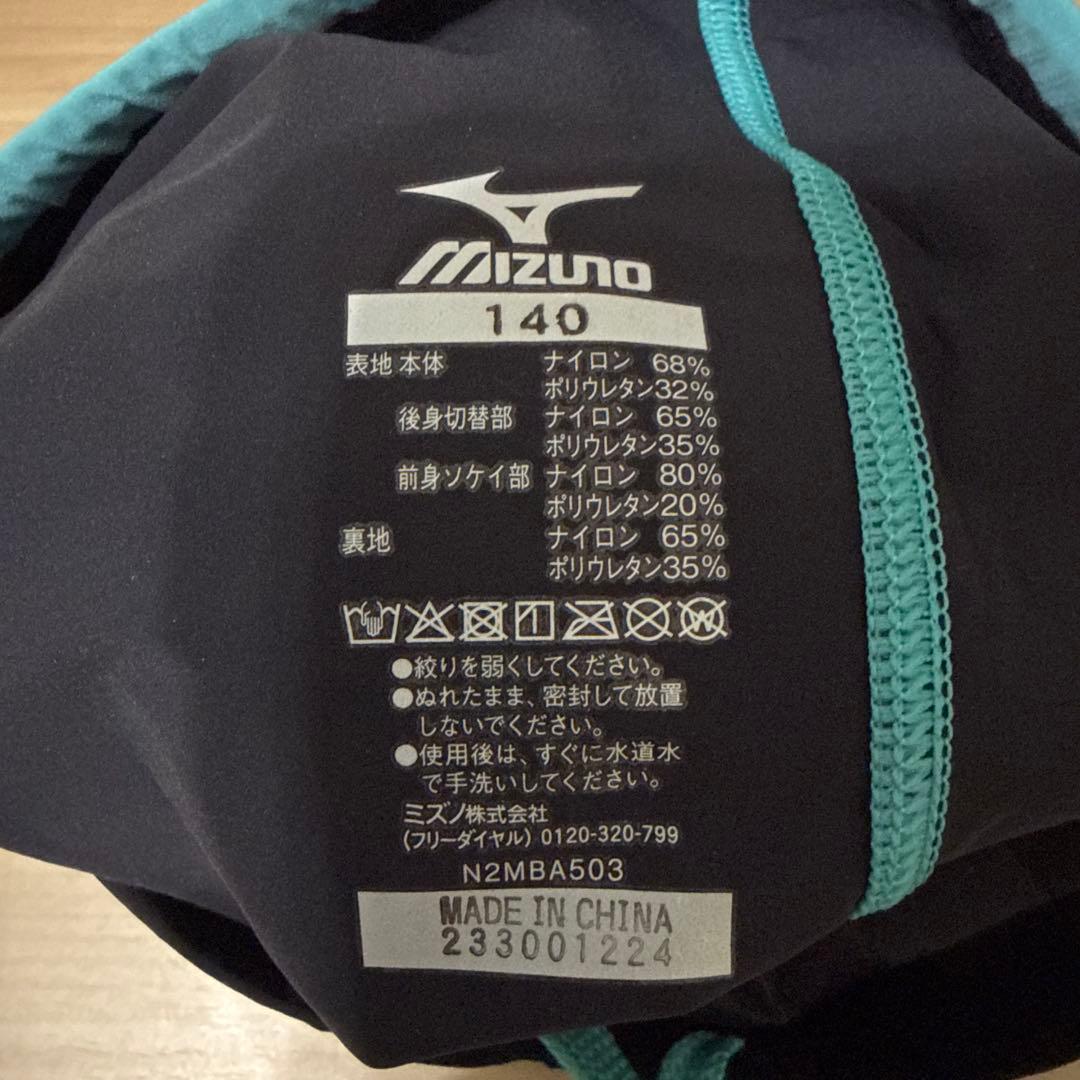 MIZUNO
140
表地 本体 ナイロン 68%
ポリウレタン32%
後身切替部 ナイロン 65%
ポリウレタン35%
前身ソケイ部 ナイロン 80%
ポリウレタン20%
裏地 ナイロン 65%
ポリウレタン35%
●絞りを弱くしてください。
●ぬれたまま、密封して放置
しないでください。
●使用後は、すぐに水道水
で手洗いしてください。
ミズノ株式会社
(フリーダイヤル) 0120-320-799
N2MBA503
MADE IN CHINA
233001224